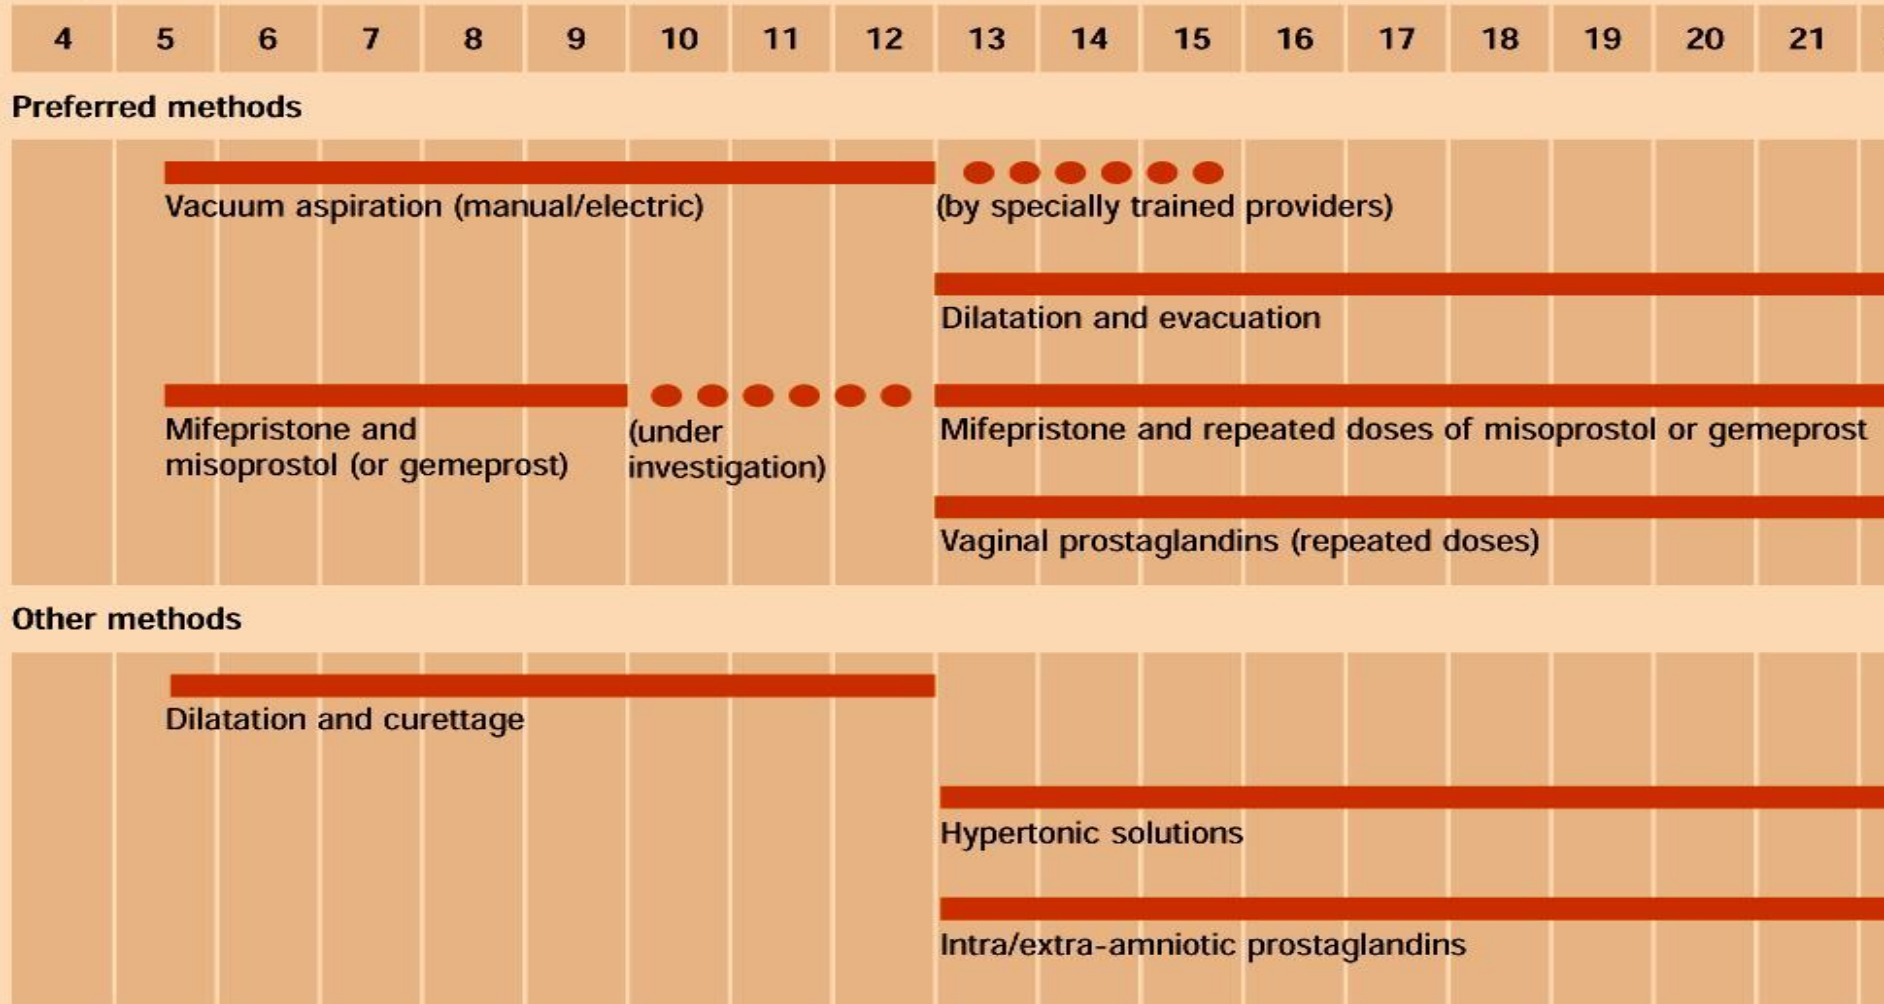 4 5 6 7 8 9 10 11 12 13 14 15 16 17 18 19 20 21
Preferred methods
Vacuum aspiration (manual/electric)
(by specially trained providers)
Dilatation and evacuation
Mifepristone and
misoprostol (or gemeprost)
(under
investigation)
Mifepristone and repeated doses of misoprostol or gemeprost
Vaginal prostaglandins (repeated doses)
Other methods
Dilatation and curettage
Hypertonic solutions
Intra/extra-amniotic prostaglandins